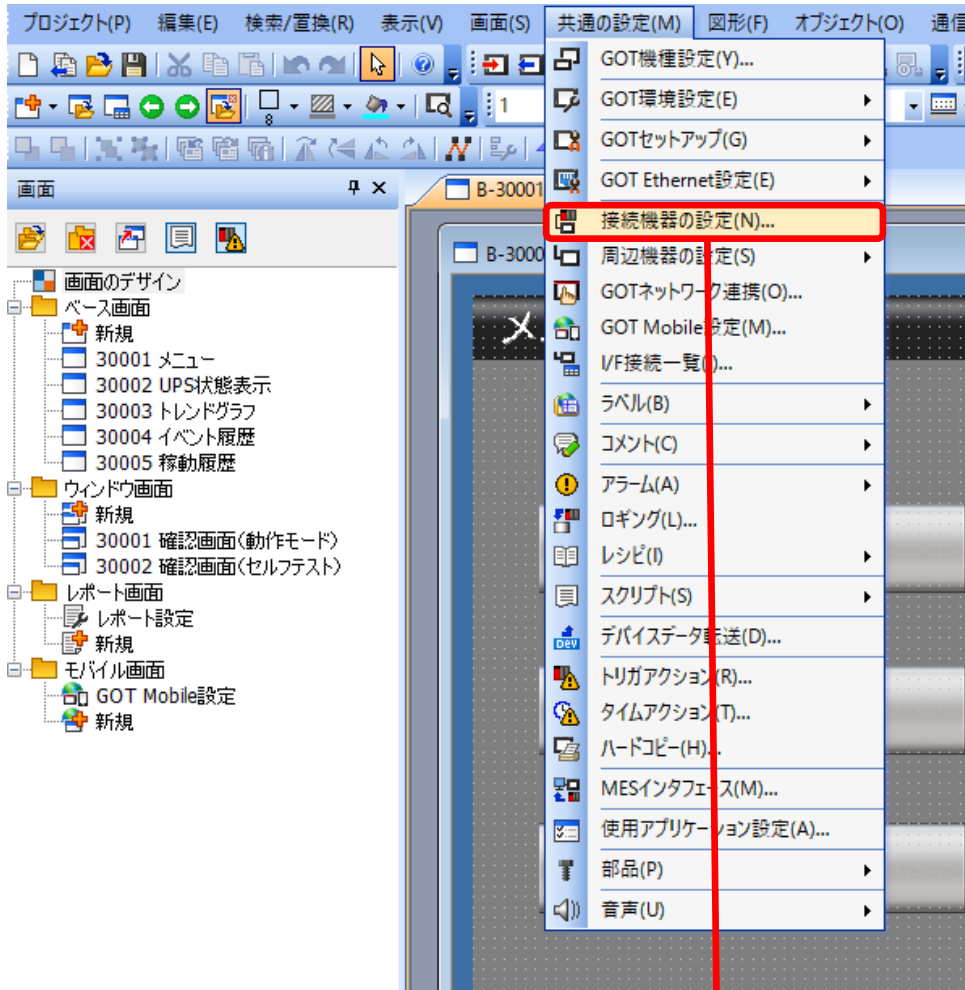 プロジェクト(P) 編集(E) 検索/置換(R) 表示(V) 画面(S) 共通の設定(M) 図形(F) オブジェクト(O) 通信
GOT機種設定(Y)...
GOT環境設定(E)
8
1
GOTセットアップ(G)
画面
B-30001
GOT Ethernet設定(E)
接続機器の設定(N)...
B-3000
周辺機器の設定(S)
画面のデザイン
GOTネットワーク連携(O)...
ベース画面
新規
メ
GOT Mobile設定(M)...
30001 メニュー
I/F接続一覧(I)...
30002 UPS状態表示
30003 トレンドグラフ
ラベル(B)
30004 イベント履歴
コメント(C)
30005 稼動履歴
ウィンドウ画面
アラーム(A)
新規
ロギング(L)...
30001 確認画面(動作モード)
レシピ(I)
30002 確認画面(セルフテスト)
レポート画面
スクリプト(S)
レポート設定
Dev
デバイスデータ転送(D)...
新規
モバイル画面
トリガアクション(R)...
GOT Mobile設定
タイムアクション(T)...
新規
ハードコピー(H)...
MESインタフェース(M)...
使用アプリケーション設定(A)...
部品(P)
音声(U)